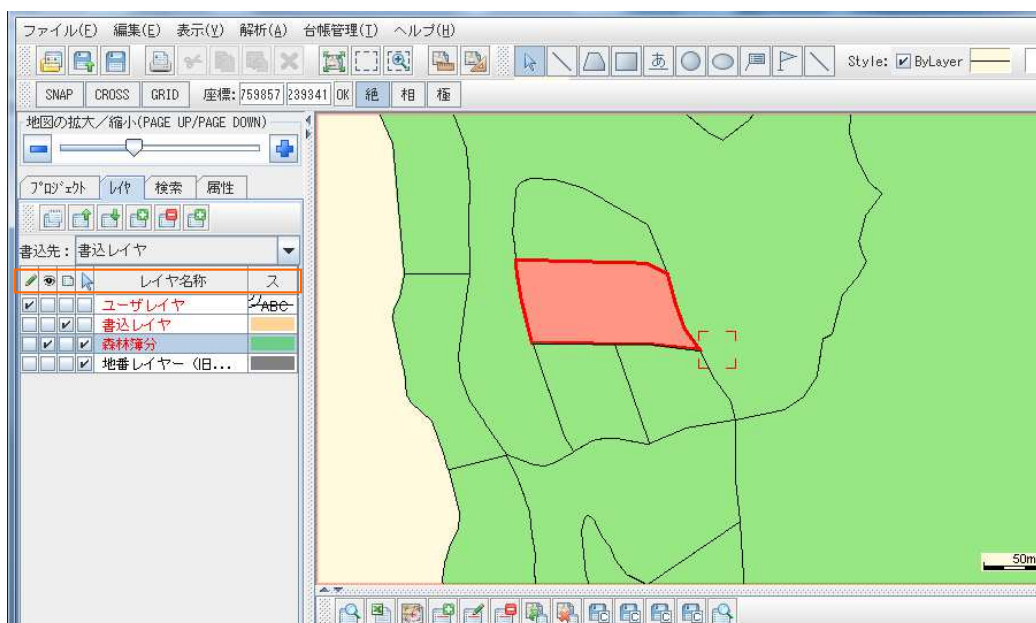 ファイル(F) 編集(E) 表示(V) 解析(A) 台帳管理(I) ヘルプ(H)
あ Style: ByLayer
SNAP CROSS GRID 座標: 759857 239341 OK 絶 相 極
地図の拡大／縮小(PAGE UP/PAGE DOWN)
プロジェクト レイヤ 検索 属性
書込先: 書込レイヤ
レイヤ名称 ス
ユーザレイヤ ABC
書込レイヤ
森林簿分
地番レイヤー (旧...
50m